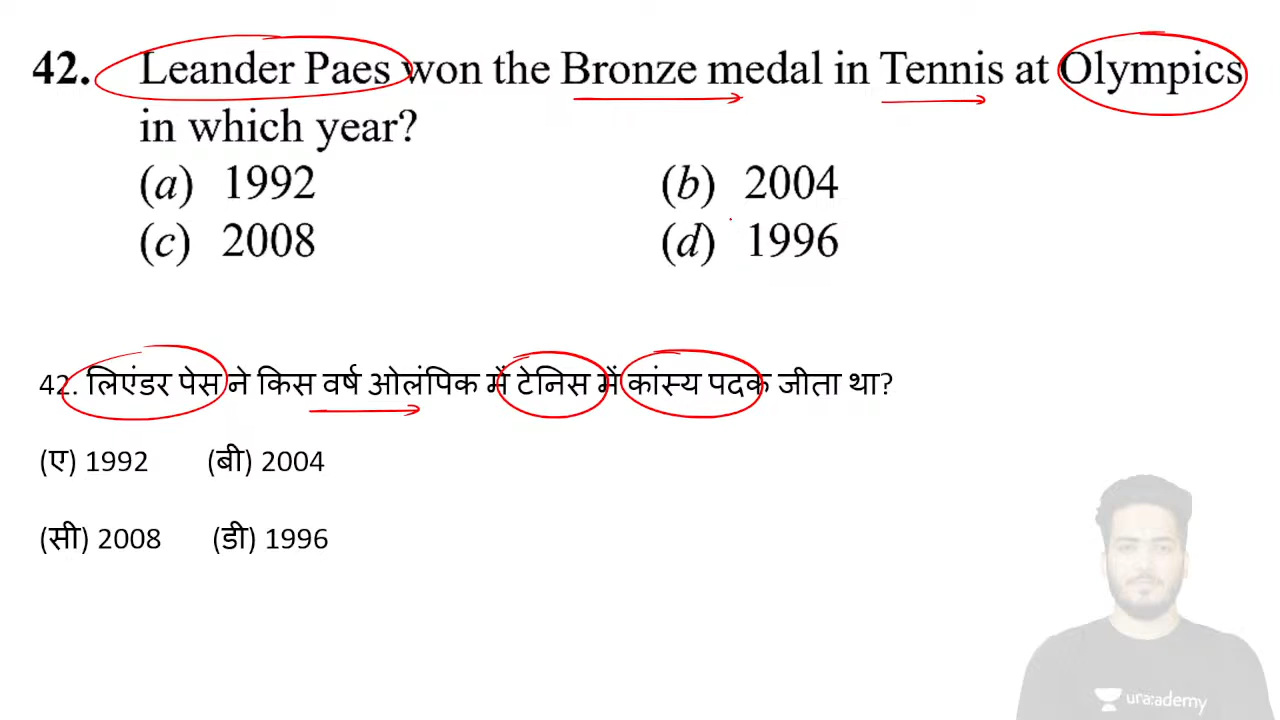 42. Leander Paes won the Bronze medal in Tennis at Olympics
in which year?
(a) 1992 (b) 2004
(c) 2008 (d) 1996
42. लिएंडर पेस ने किस वर्ष ओलंपिक में टेनिस में कांस्य पदक जीता था?
(ए) 1992 (बी) 2004
(सी) 2008 (डी) 1996